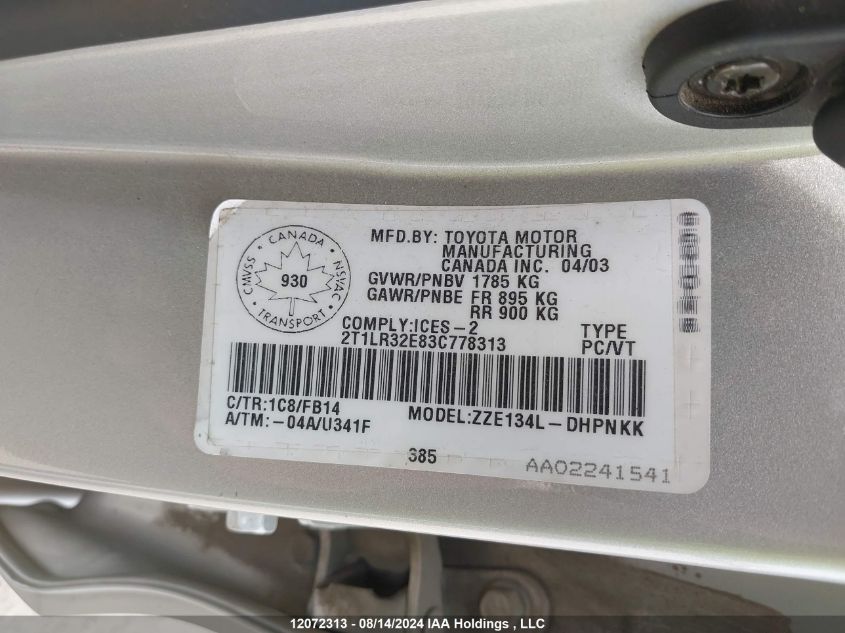 CANADA
CMVSS
930
NSVAC
TRANSPORT
MFD.BY: TOYOTA MOTOR
MANUFACTURING
CANADA INC. 04/03
GVWR/PNBV 1785 KG
GAWR/PNBE FR 895 KG
RR 900 KG
COMPLY:ICES-2
TYPE
2T1LR32E83C778313
PC/VT
C/TR:1C8/FB14
MODEL:ZZE134L-DHPNKK
A/TM:-04A/U341F
385
AA02241541
12072313 - 08/14/2024 IAA Holdings , LLC